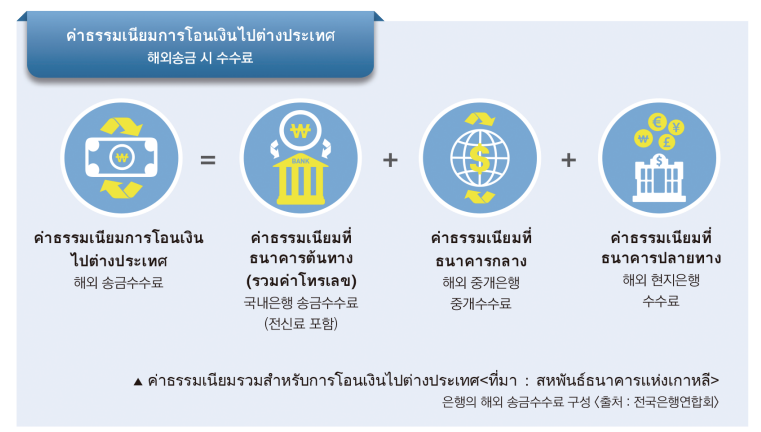 ค่าธรรมเนียมการโอนเงินไปต่างประเทศ
해외송금 시 수수료
₩
=
₩
BANK
+
$
+
€
¥
₩
£
$
ค่าธรรมเนียมการโอนเงิน
ไปต่างประเทศ
해외 송금수수료
ค่าธรรมเนียมที่
ธนาคารต้นทาง
(รวมค่าโทรเลข)
국내은행 송금수수료
(전신료 포함)
ค่าธรรมเนียมที่
ธนาคารกลาง
해외 중개은행
중개수수료
ค่าธรรมเนียมที่
ธนาคารปลายทาง
해외 현지은행
수수료
▲ ค่าธรรมเนียมรวมสำหรับการโอนเงินไปต่างประเทศ<ที่มา : สหพันธ์ธนาคารแห่งเกาหลี>
은행의 해외 송금수수료 구성 <출처 : 전국은행연합회>